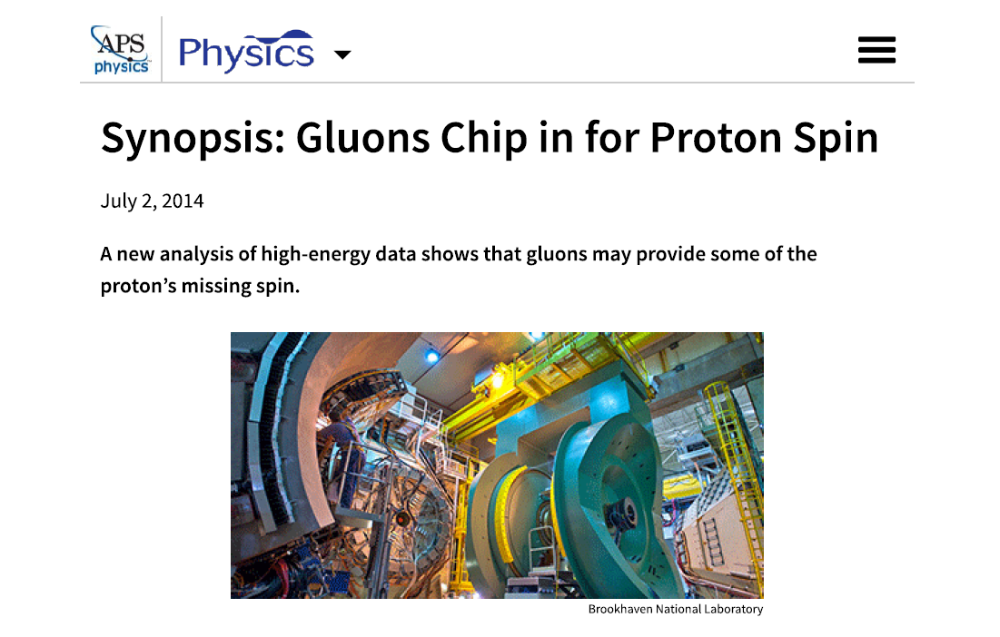 APS
physics
Physics
Synopsis: Gluons Chip in for Proton Spin
July 2, 2014
A new analysis of high-energy data shows that gluons may provide some of the
proton’s missing spin.
Brookhaven National Laboratory